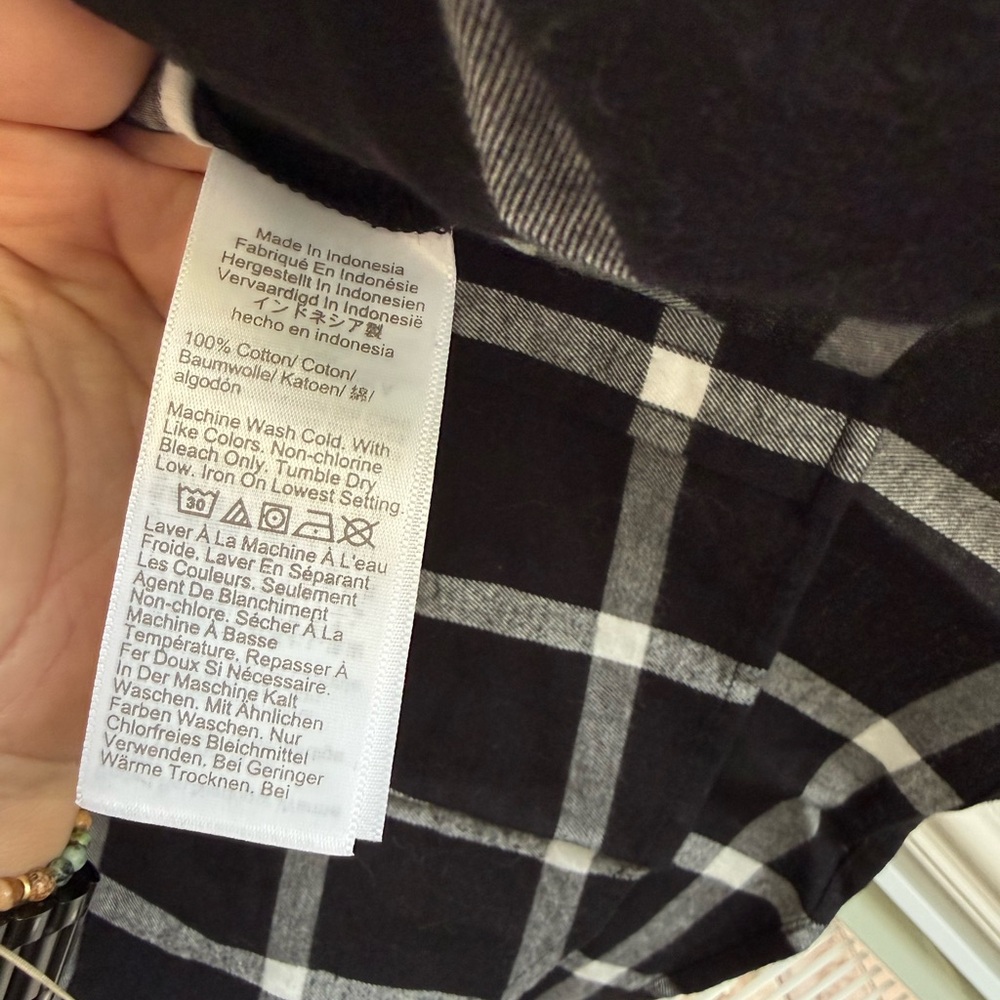 Made In Indonesia
Fabriqué En Indonésie
Hergestellt In Indonesien
Vervaardigd In Indonesië
インドネシア製
hecho en indonesia
100% Cotton/ Coton/
Baumwolle/ Katoen/ 綿/
algodón
Machine Wash Cold. With
Like Colors. Non-chlorine
Bleach Only. Tumble Dry
Low. Iron On Lowest Setting.
30
Laver À La Machine À L'eau
Froide. Laver En Séparant
Les Couleurs. Seulement
Agent De Blanchiment
Non-chlore. Sécher À La
Machine À Basse
Température. Repasser À
Fer Doux Si Nécessaire.
In Der Maschine Kalt
Waschen. Mit Ähnlichen
Farben Waschen. Nur
Chlorfreies Bleichmittel
Verwenden. Bei Geringer
Wärme Trocknen. Bei